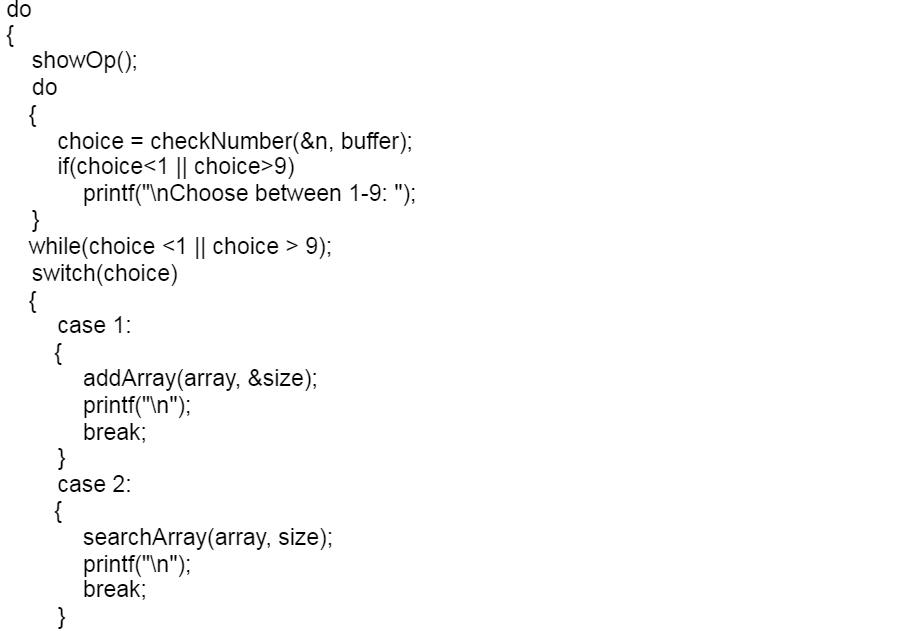 do
{
showOp();
do
{
choice = checkNumber(&n, buffer);
if(choice<1 || choice>9)
printf("\nChoose between 1-9: ");
}
while(choice <1 || choice > 9);
switch(choice)
{
case 1:
{
addArray(array, &size);
printf("\n");
break;
}
case 2:
{
searchArray(array, size);
printf("\n");
break;
}